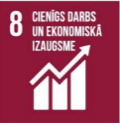 8 CIENĪGS DARBS
UN EKONOMISKĀ
IZAUGSME